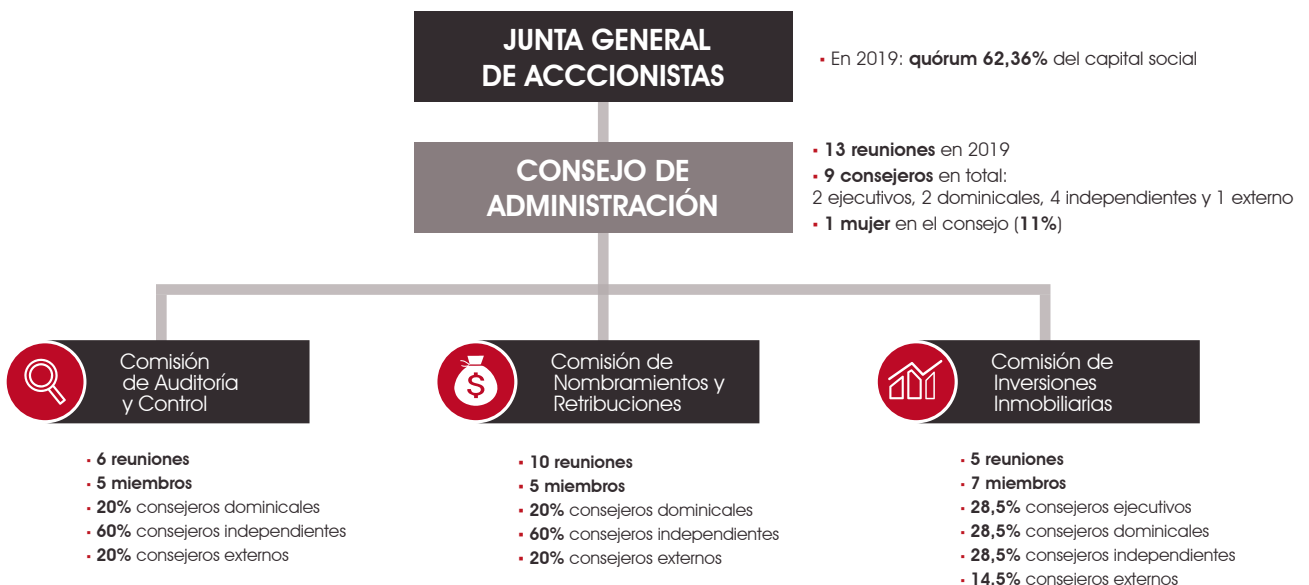 JUNTA GENERAL
DE ACCCIONISTAS
▪ En 2019: quórum 62,36% del capital social
CONSEJO DE
ADMINISTRACIÓN
▪ 13 reuniones en 2019
▪ 9 consejeros en total:
2 ejecutivos, 2 dominicales, 4 independientes y 1 externo
▪ 1 mujer en el consejo (11%)
Comisión
de Auditoría
y Control
▪ 6 reuniones
▪ 5 miembros
▪ 20% consejeros dominicales
▪ 60% consejeros independientes
▪ 20% consejeros externos
$
Comisión de
Nombramientos y
Retribuciones
▪ 10 reuniones
▪ 5 miembros
▪ 20% consejeros dominicales
▪ 60% consejeros independientes
▪ 20% consejeros externos
Comisión de
Inversiones
Inmobiliarias
▪ 5 reuniones
▪ 7 miembros
▪ 28,5% consejeros ejecutivos
▪ 28,5% consejeros dominicales
▪ 28,5% consejeros independientes
▪ 14,5% consejeros externos